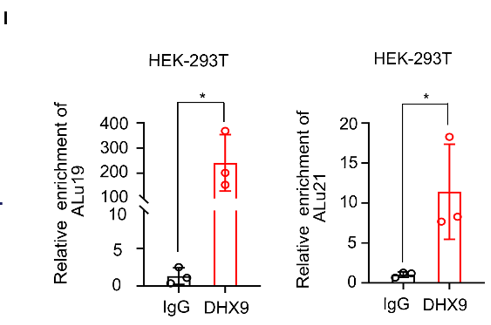 I
HEK-293T
*
Relative enrichment of
ALu19
400
300
200
100
10
5
0
IgG DHX9
HEK-293T
*
Relative enrichment of
ALu21
20
15
10
5
0
IgG DHX9